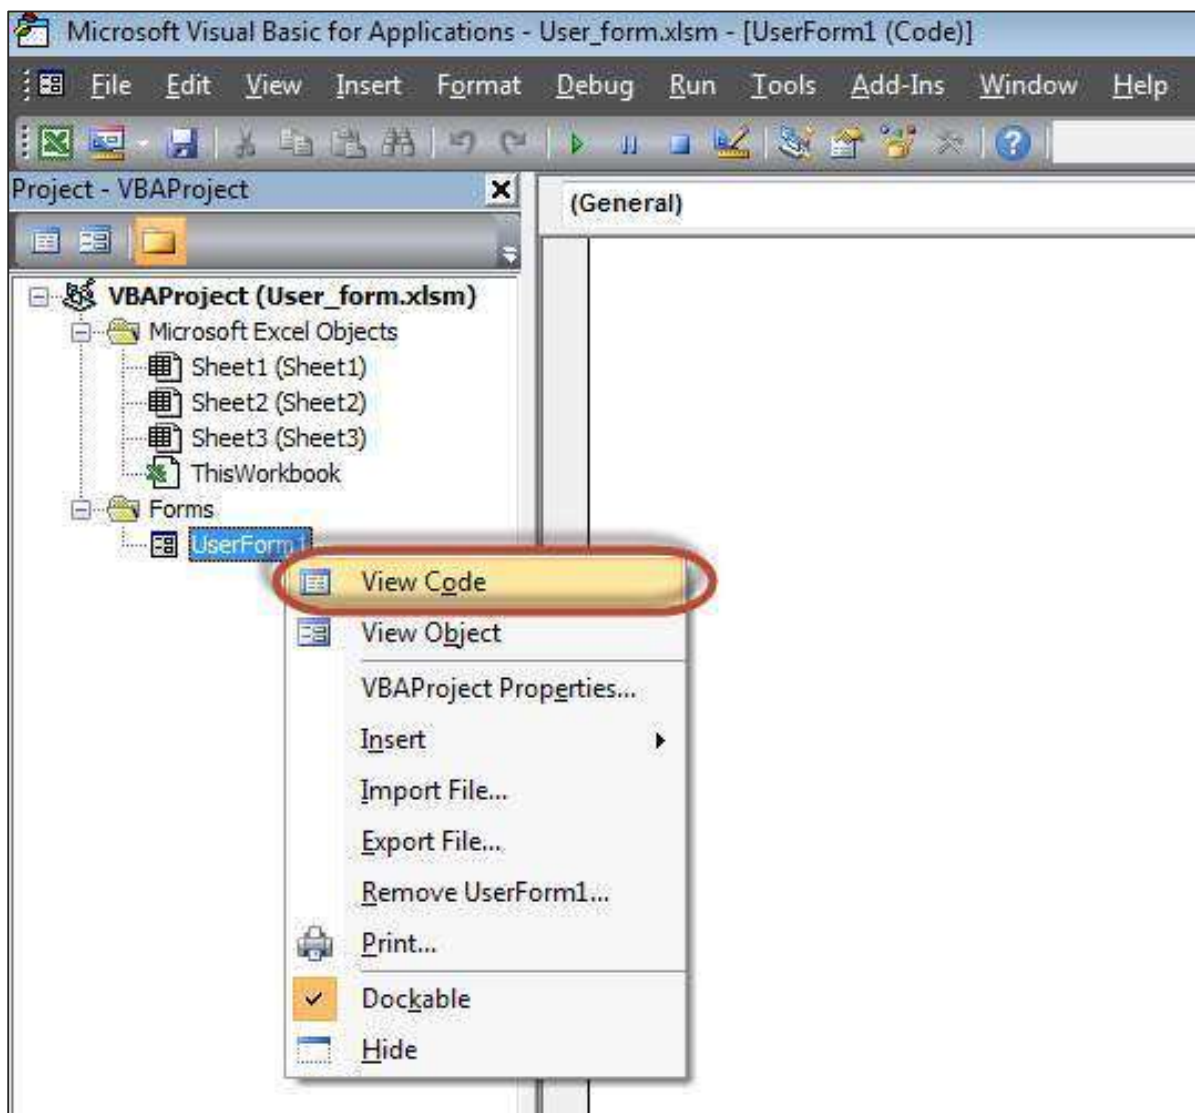 Microsoft Visual Basic for Applications - User_form.xlsm - [UserForm1 (Code)]
File Edit View Insert Format Debug Run Tools Add-Ins Window Help
Project - VBAProject
(General)
VBAProject (User_form.xlsm)
Microsoft Excel Objects
Sheet1 (Sheet1)
Sheet2 (Sheet2)
Sheet3 (Sheet3)
ThisWorkbook
Forms
UserForm1
View Code
View Object
VBAProject Properties...
Insert
Import File...
Export File...
Remove UserForm1...
Print...
Dockable
Hide